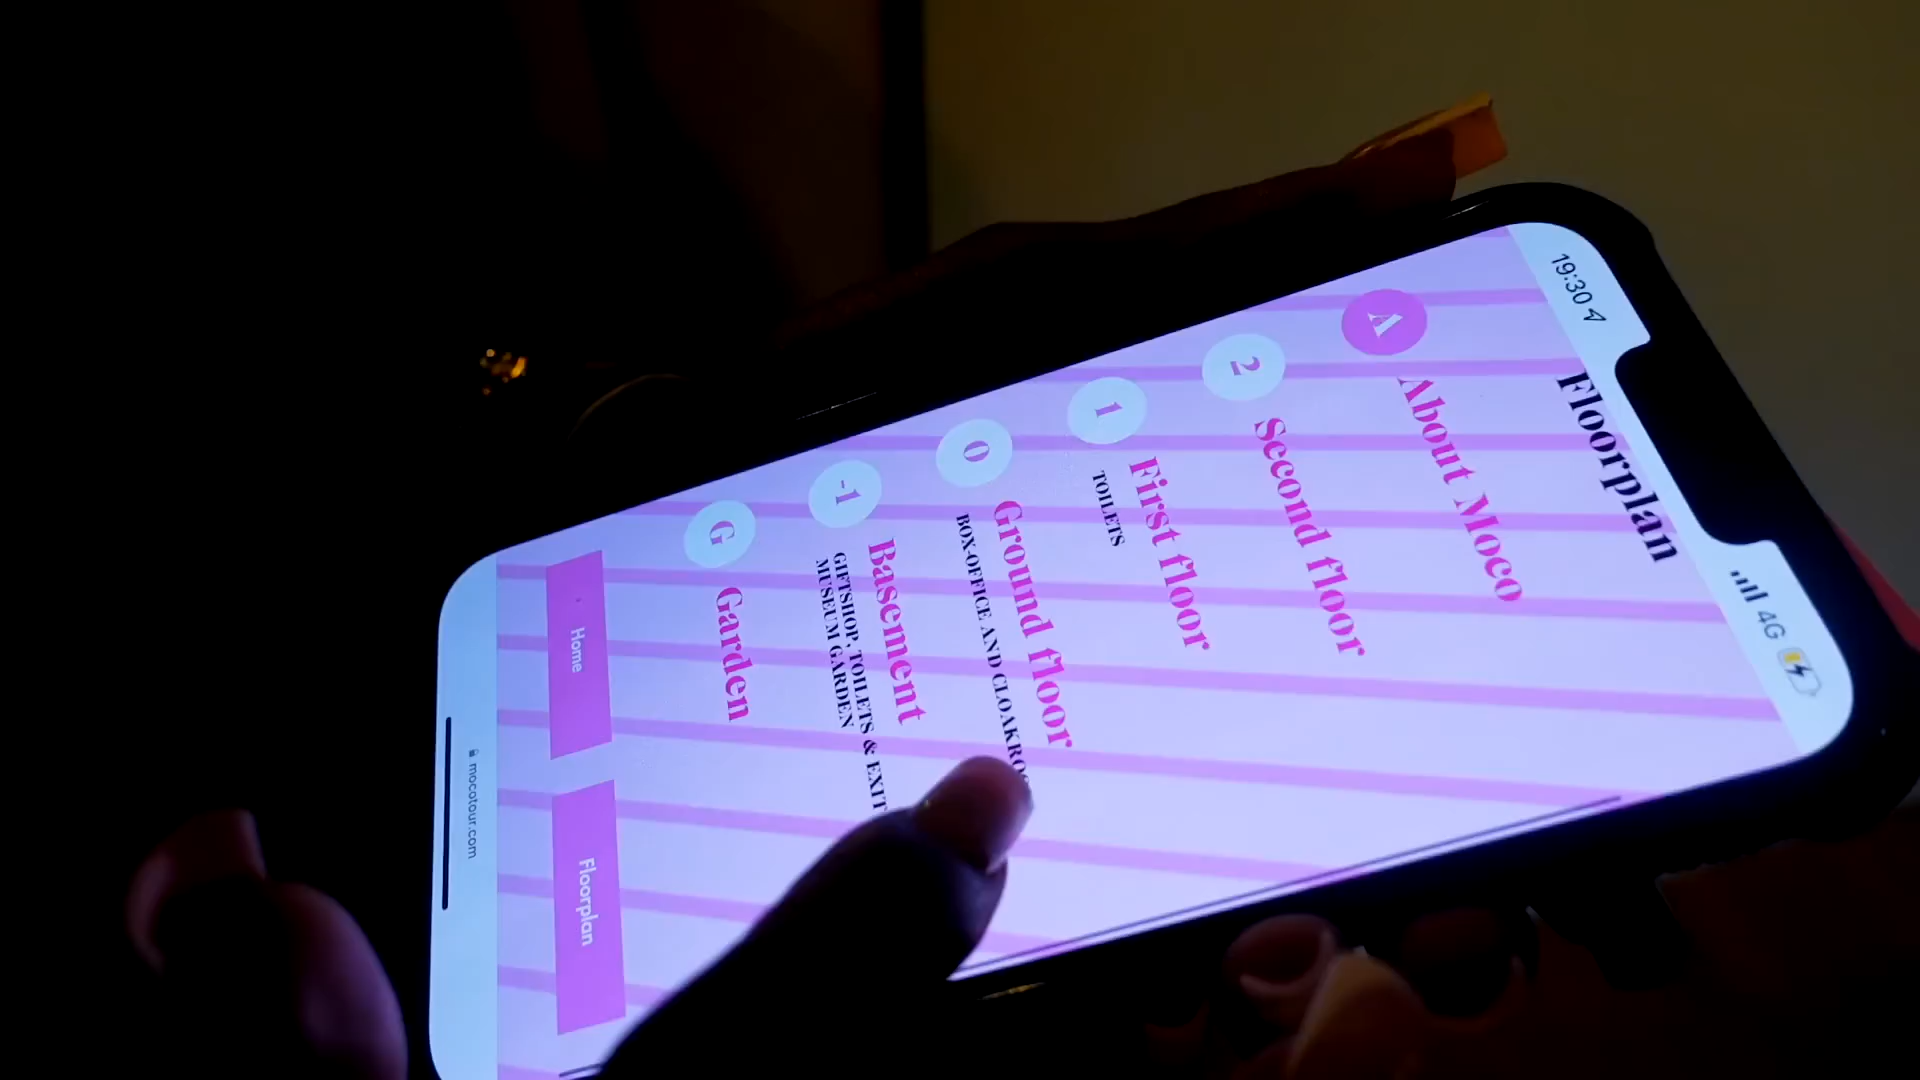 19:30
4G
Floorplan
A
About Moco
2
Second floor
1
First floor
TOILETS
0
Ground floor
BOX-OFFICE AND
-1
Basement
GIFTSHOP, TOILETS & EXIT
MUSEUM GARDEN
G
Garden
Home
Floorplan
mocotour.com